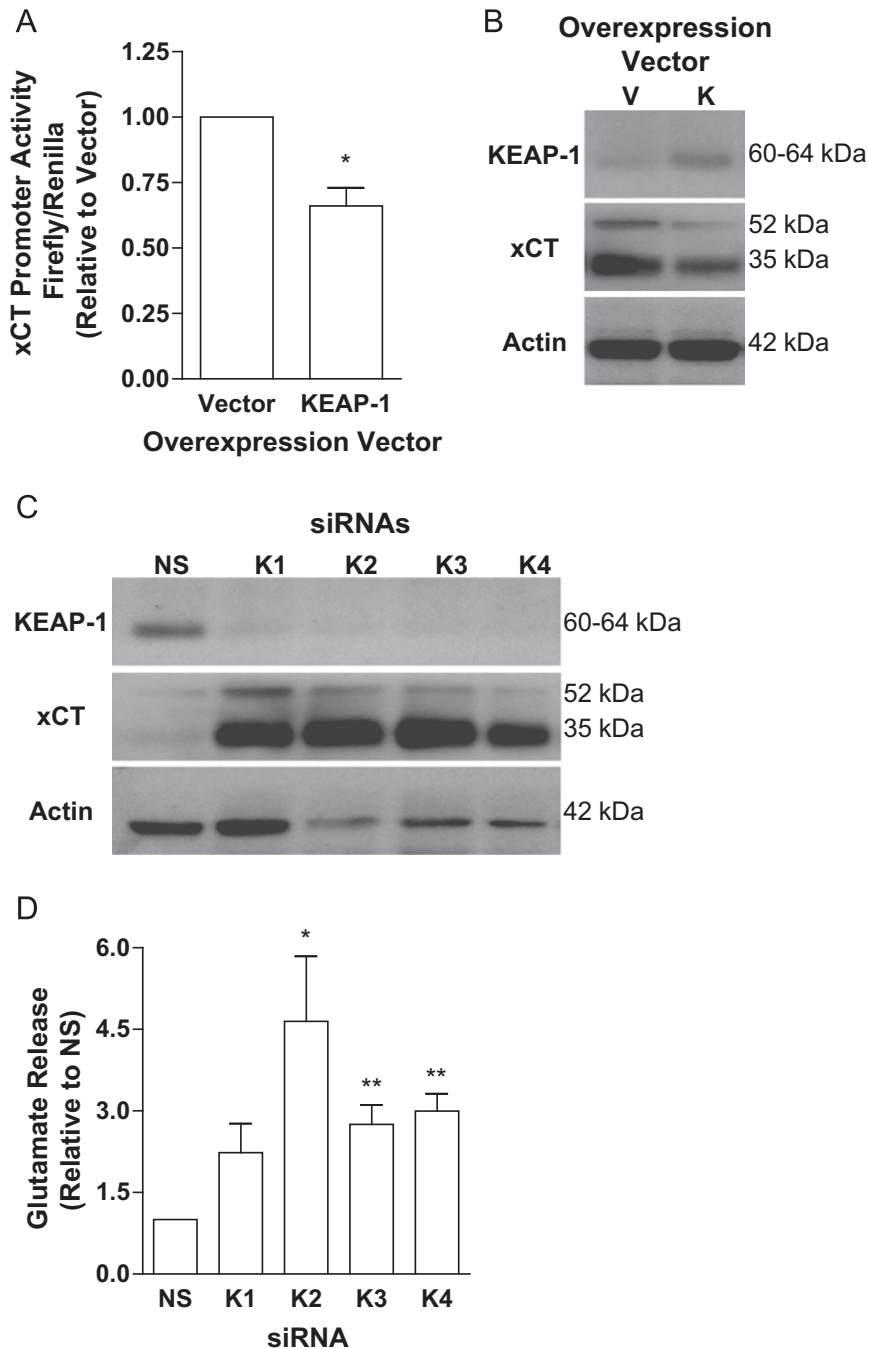 A
xCT Promoter Activity
Firefly/Renilla
(Relative to Vector)
1.25
1.00
0.75
0.50
0.25
0.00
*
Vector KEAP-1
Overexpression Vector
B
Overexpression
Vector
V K
KEAP-1 60-64 kDa
xCT
52 kDa
35 kDa
Actin 42 kDa
C
siRNAs
NS K1 K2 K3 K4
KEAP-1 60-64 kDa
xCT
52 kDa
35 kDa
Actin 42 kDa
D
Glutamate Release
(Relative to NS)
6.0
4.5
3.0
1.5
0.0
*
**
**
NS K1 K2 K3 K4
siRNA